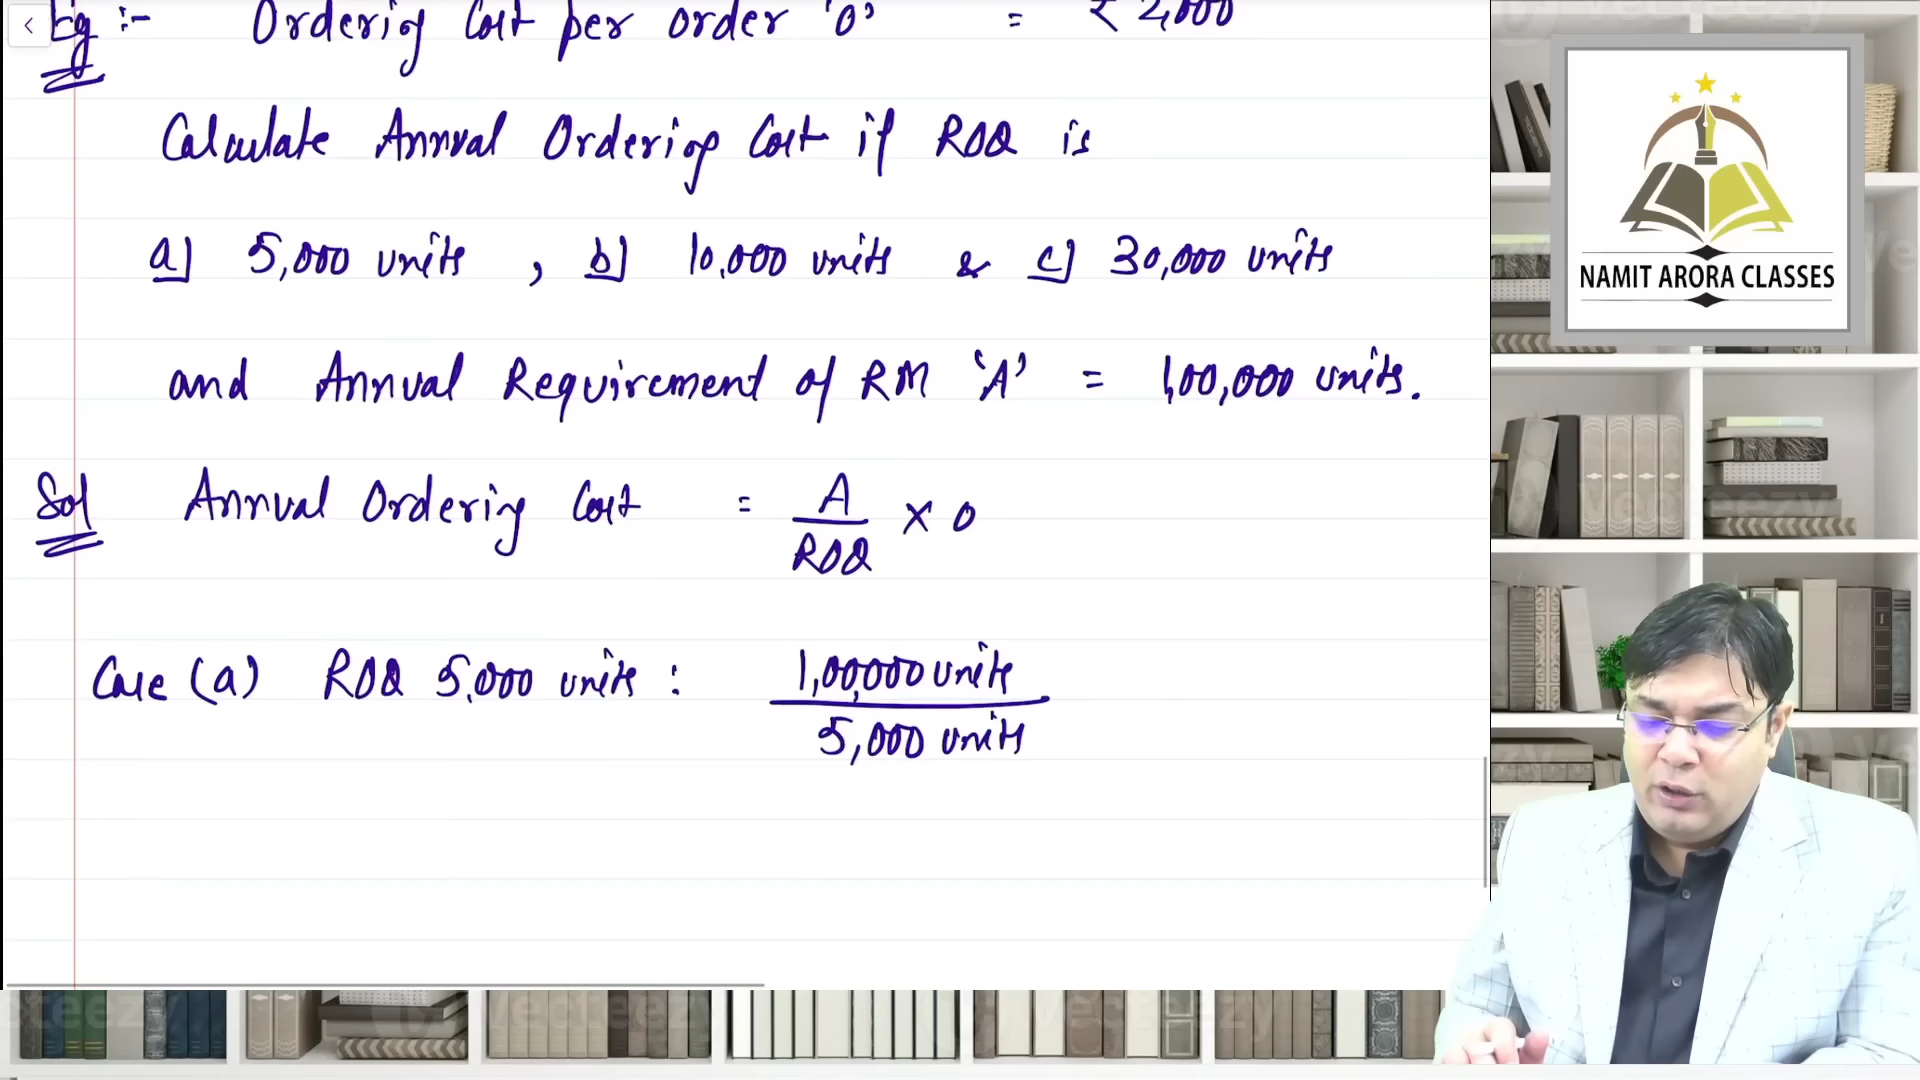 Eg :- Ordering Cost per order 'O' = ₹ 2,000
Calculate Annual Ordering Cost if ROQ is
a] 5,000 units , b] 10,000 units & c] 30,000 units
and Annual Requirement of RM 'A' = 1,00,000 units.
Sol Annual Ordering Cost = A / ROQ × O
Case (a) ROQ 5,000 units : 1,00,000 units / 5,000 units
NAMIT ARORA CLASSES